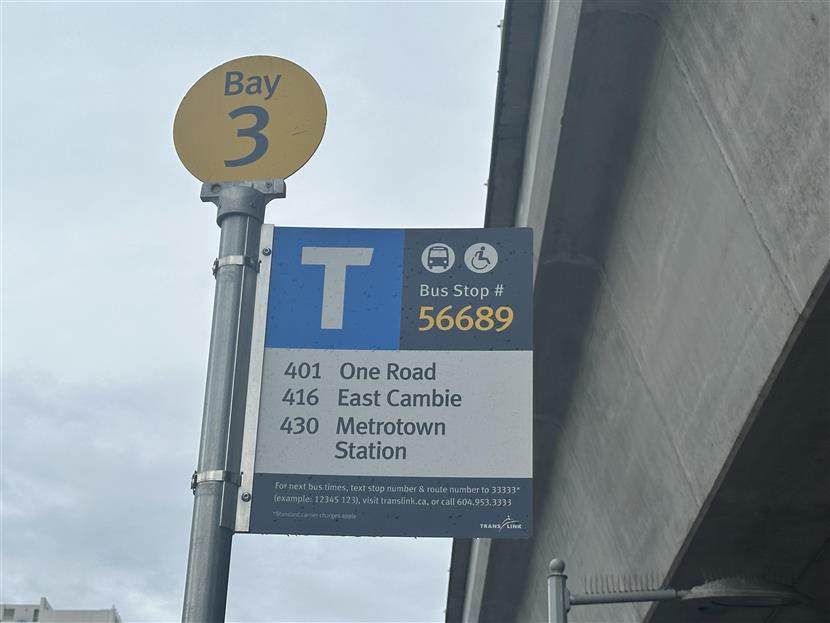 Bay
3
T
Bus Stop #
56689
401 One Road
416 East Cambie
430 Metrotown
Station
For next bus times, text stop number & route number to 33333*
(example: 12345 123), visit translink.ca, or call 604.953.3333
*Standard carrier charges apply
TRANSLINK